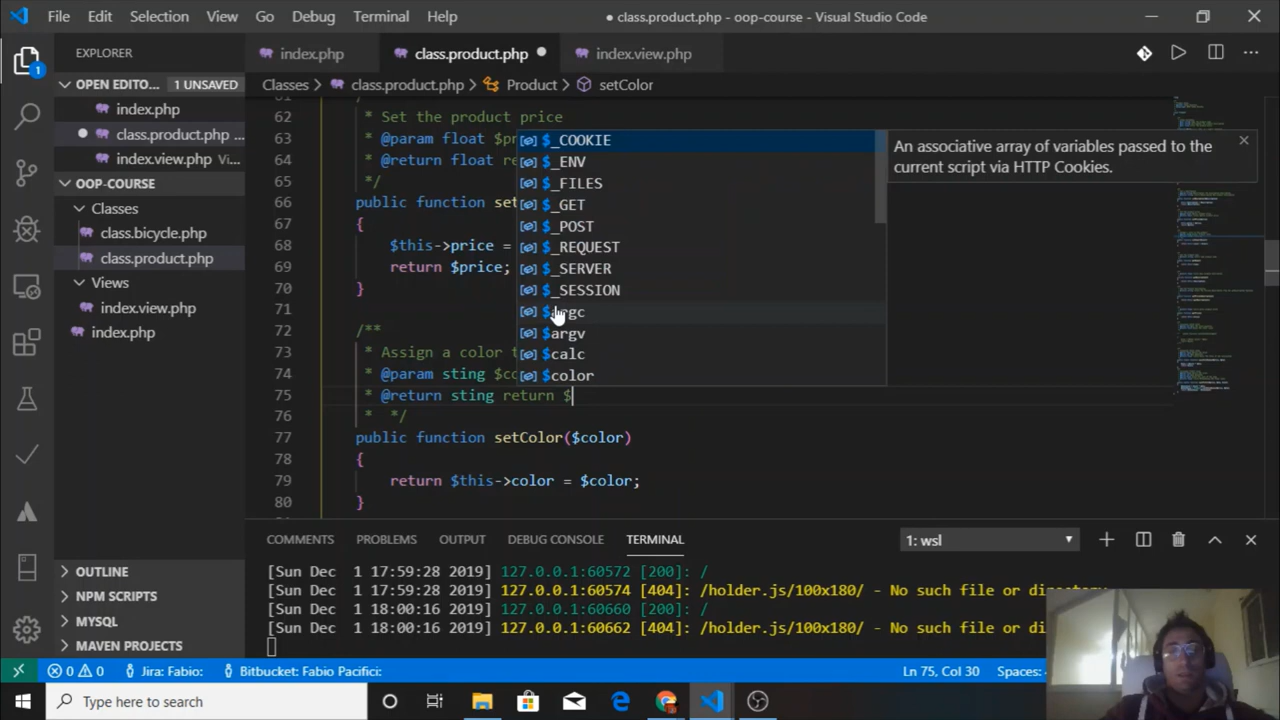 File Edit Selection View Go Debug Terminal Help
● class.product.php - oop-course - Visual Studio Code
EXPLORER
index.php
class.product.php ●
index.view.php
OPEN EDITO... 1 UNSAVED
index.php
class.product.php ...
index.view.php Vi...
OOP-COURSE
Classes
class.bicycle.php
class.product.php
Views
index.view.php
index.php
OUTLINE
NPM SCRIPTS
MYSQL
MAVEN PROJECTS
1
Classes > class.product.php > Product > setColor
61
62 * Set the product price
63 * @param float $pr
64 * @return float re
65 */
66 public function set
67 {
68 $this->price =
69 return $price;
70 }
71
72 /**
73 * Assign a color t
74 * @param sting $co
75 * @return sting return $
76 * */
77 public function setColor($color)
78 {
79 return $this->color = $color;
80 }
$_COOKIE
$_ENV
$_FILES
$_GET
$_POST
$_REQUEST
$_SERVER
$_SESSION
$argc
$argv
$calc
$color
An associative array of variables passed to the
current script via HTTP Cookies.
COMMENTS PROBLEMS OUTPUT DEBUG CONSOLE TERMINAL
1: wsl
[Sun Dec 1 17:59:28 2019] 127.0.0.1:60572 [200]: /
[Sun Dec 1 17:59:28 2019] 127.0.0.1:60574 [404]: /holder.js/100x180/ - No such file or directory
[Sun Dec 1 18:00:16 2019] 127.0.0.1:60660 [200]: /
[Sun Dec 1 18:00:16 2019] 127.0.0.1:60662 [404]: /holder.js/100x180/ - No such file or di
0 0 Jira: Fabio: Bitbucket: Fabio Pacifici:
Ln 75, Col 30 Spaces:
Type here to search